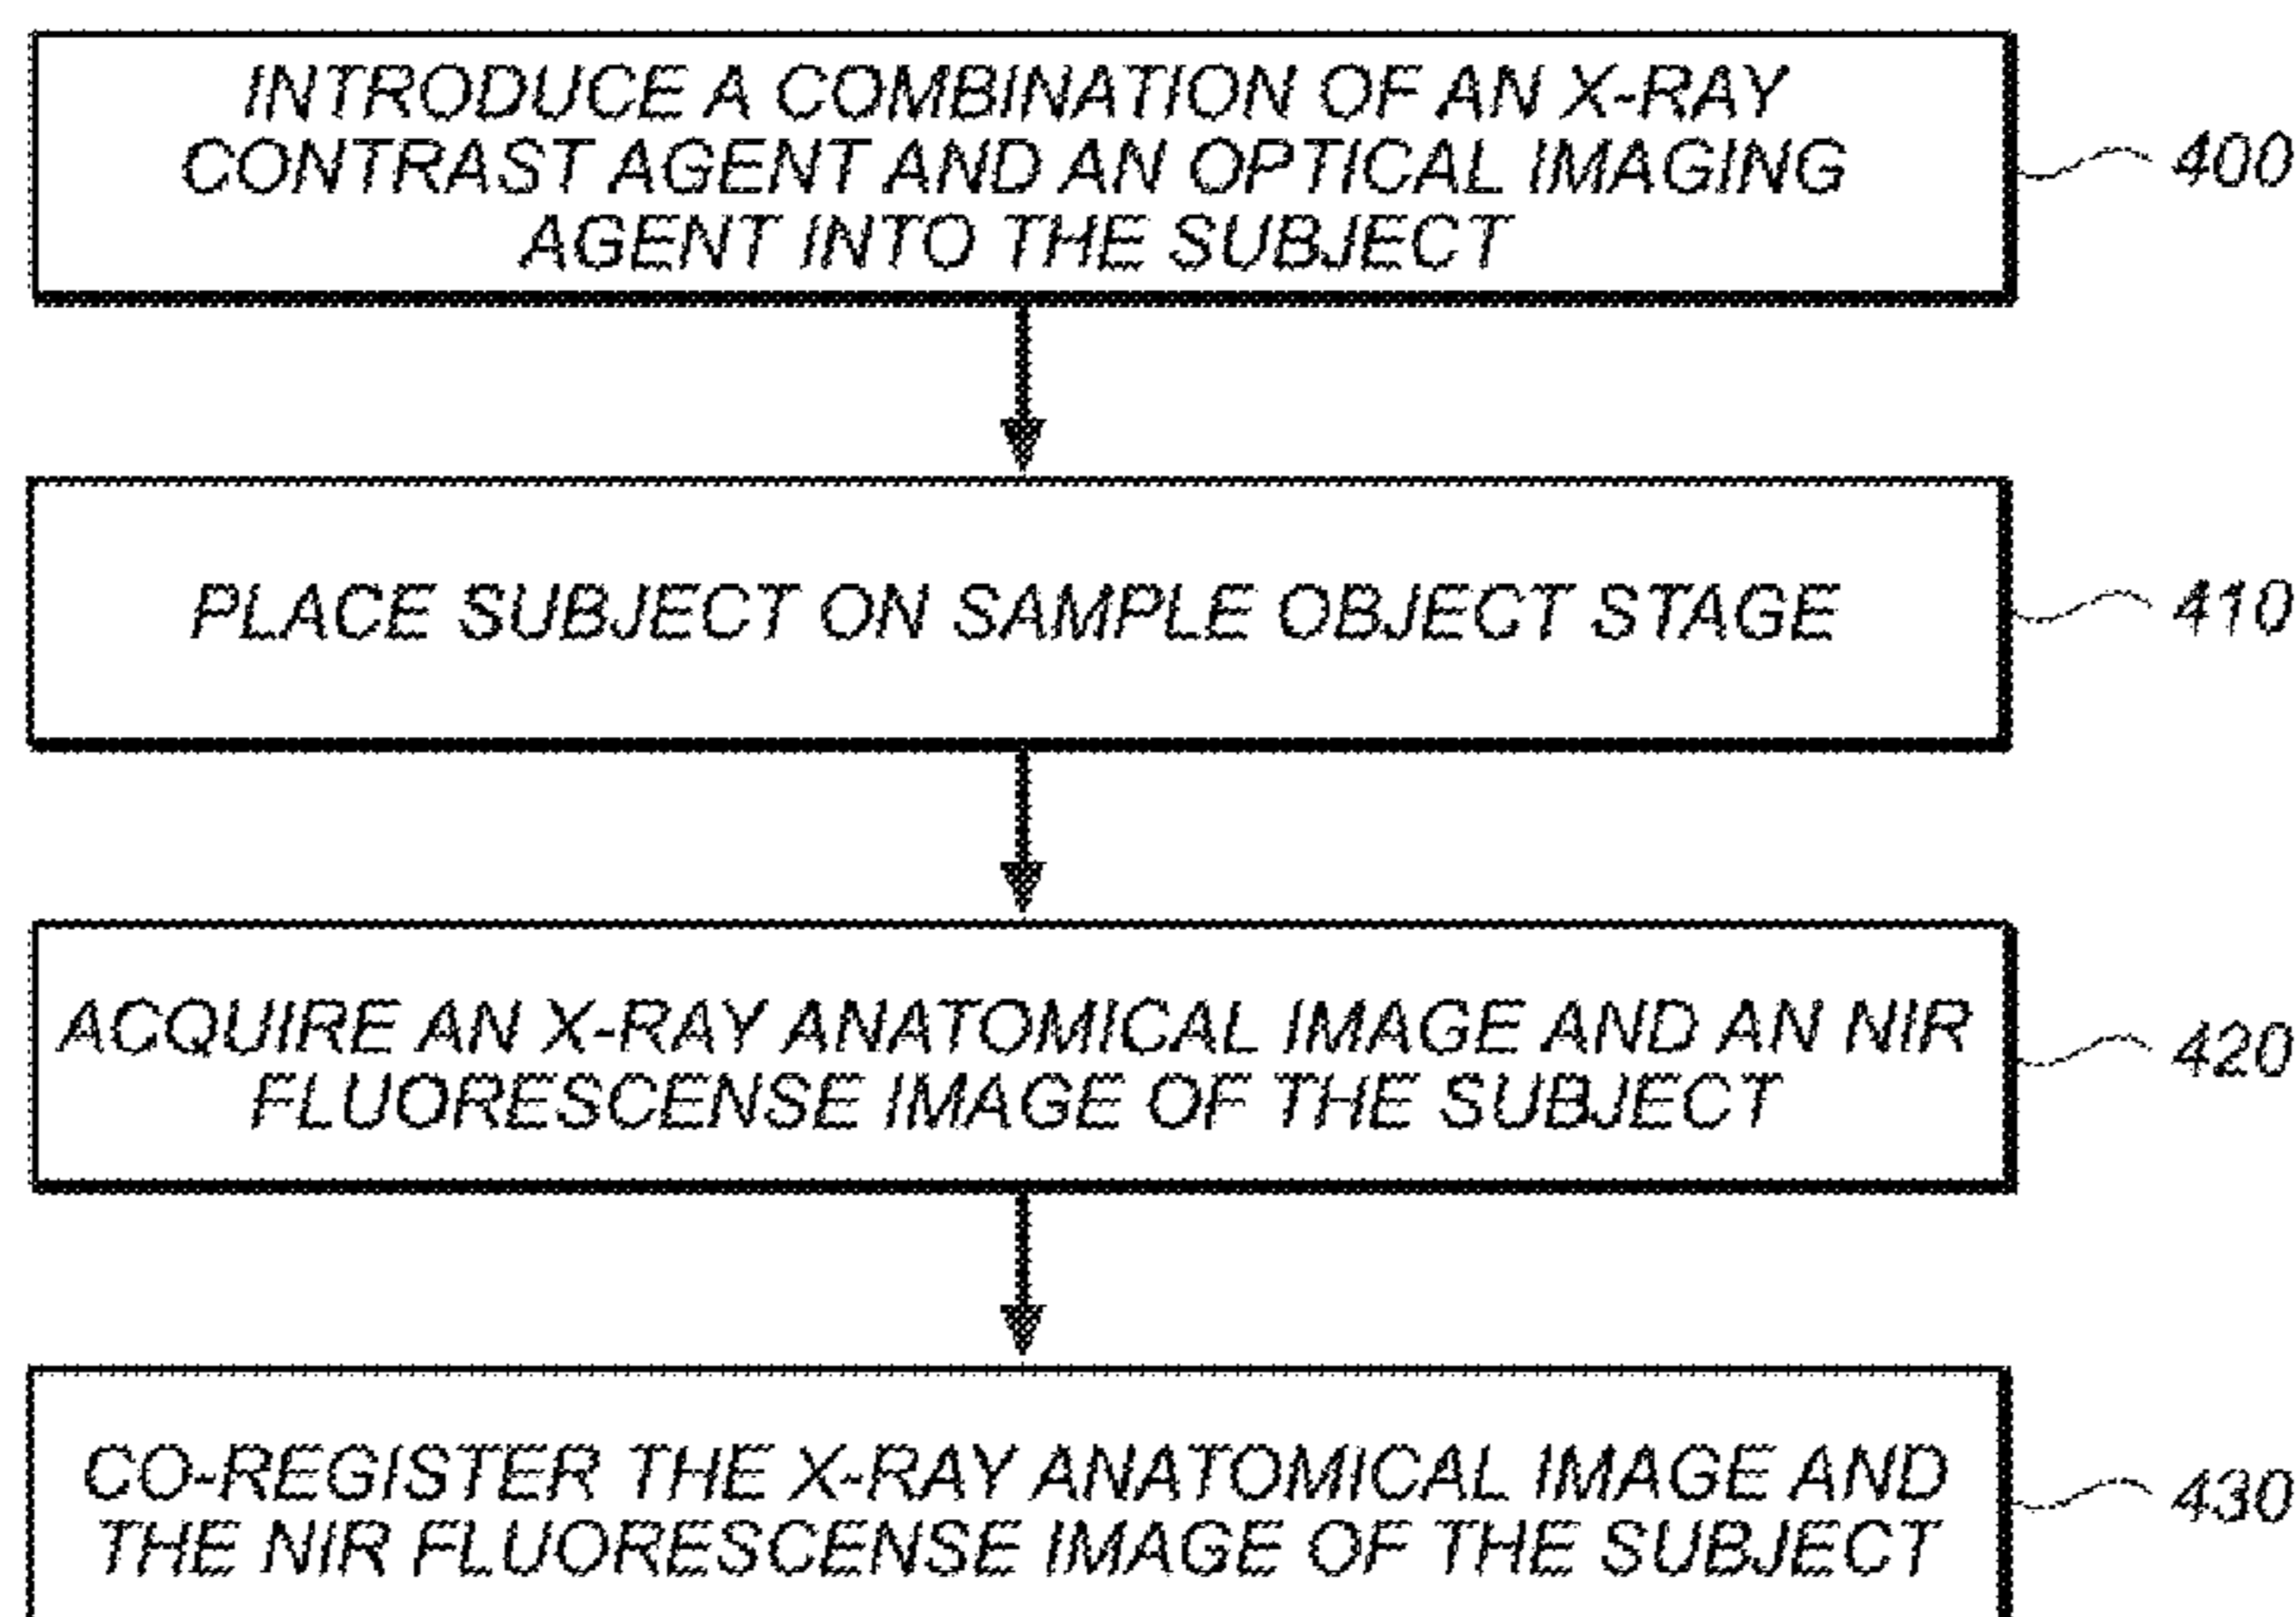 INTRODUCE A COMBINATION OF AN X-RAY
CONTRAST AGENT AND AN OPTICAL IMAGING
AGENT INTO THE SUBJECT
400
PLACE SUBJECT ON SAMPLE OBJECT STAGE
410
ACQUIRE AN X-RAY ANATOMICAL IMAGE AND AN NIR
FLUORESCENSE IMAGE OF THE SUBJECT
420
CO-REGISTER THE X-RAY ANATOMICAL IMAGE AND
THE NIR FLUORESCENSE IMAGE OF THE SUBJECT
430